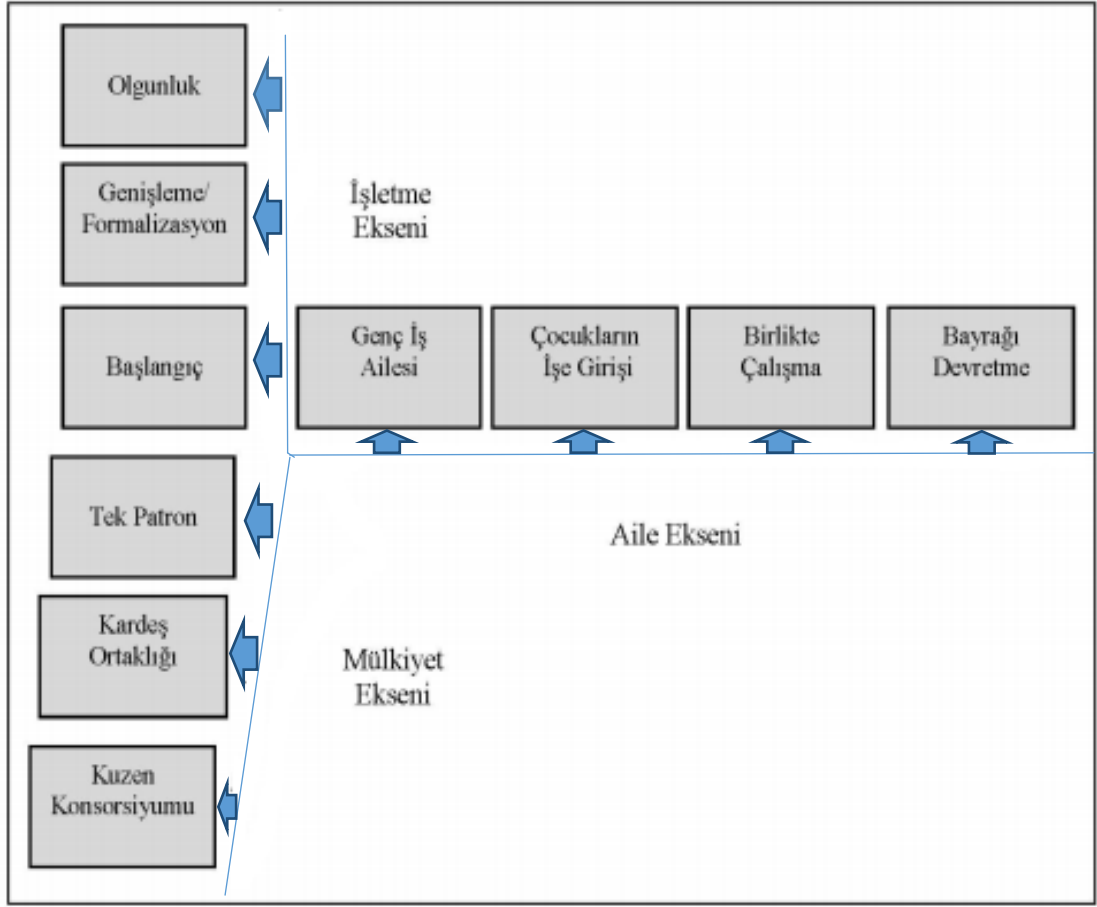 Olgunluk
Genişleme/
Formalizasyon
İşletme
Ekseni
Başlangıç
Genç İş
Ailesi
Çocukların
İşe Girişi
Birlikte
Çalışma
Bayrağı
Devretme
Tek Patron
Aile Ekseni
Kardeş
Ortaklığı
Mülkiyet
Ekseni
Kuzen
Konsorsiyumu